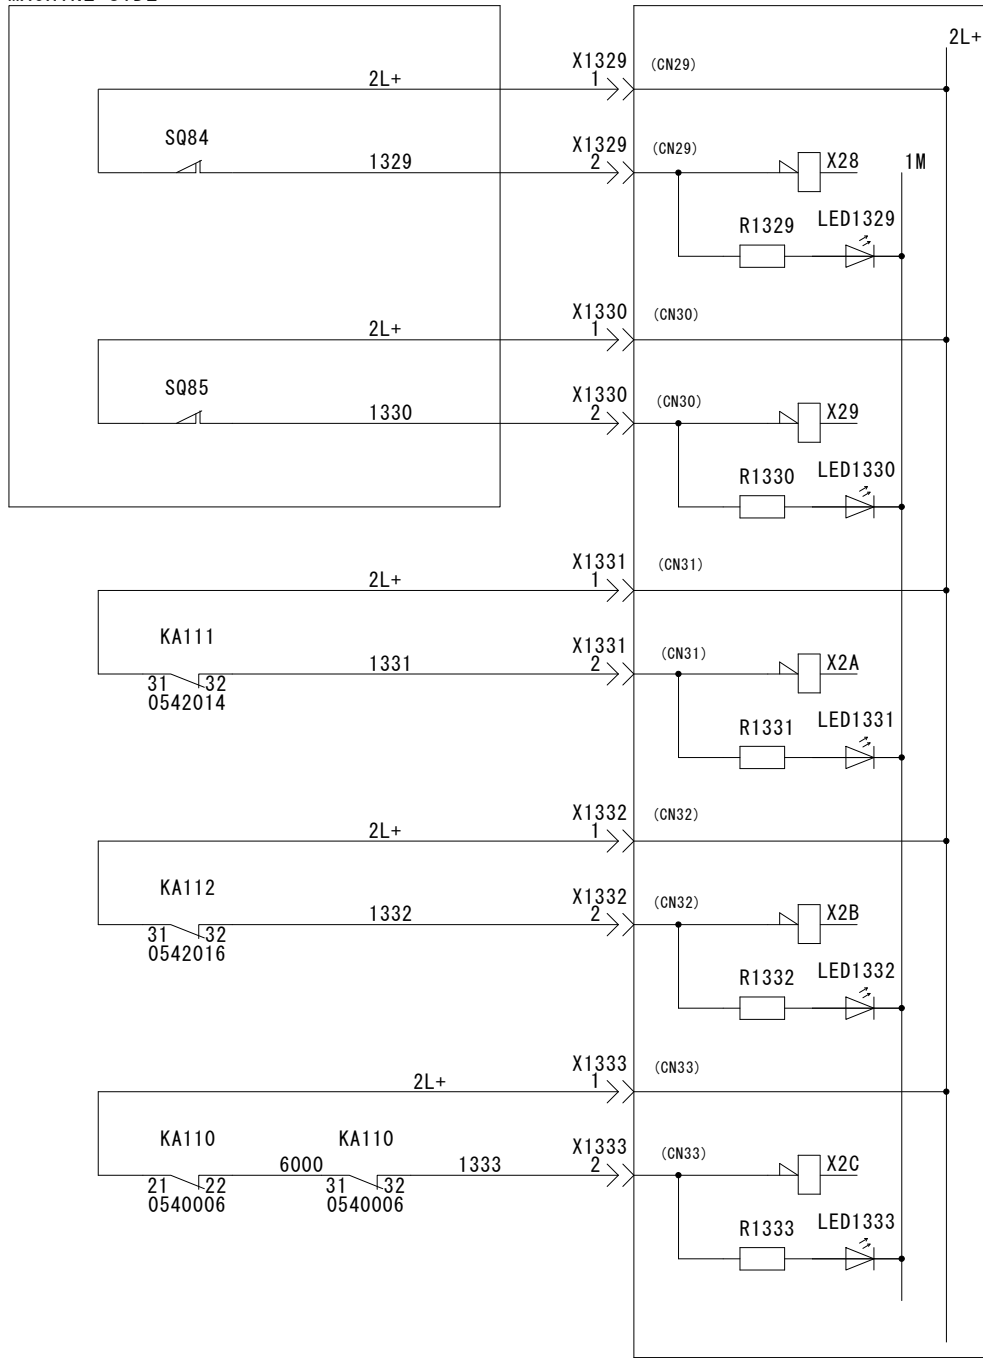 2L+
X1329 (CN29)
2L+ 1
SQ84 X1329 (CN29)
1329 2 X28 1M
R1329 LED1329
X1330 (CN30)
2L+ 1
SQ85 X1330 (CN30)
1330 2 X29
R1330 LED1330
X1331 (CN31)
2L+ 1
KA111 X1331 (CN31)
1331 2 X2A
31 32
0542014
R1331 LED1331
X1332 (CN32)
2L+ 1
KA112 X1332 (CN32)
1332 2 X2B
31 32
0542016
R1332 LED1332
X1333 (CN33)
2L+ 1
KA110 KA110 X1333 (CN33)
6000 1333 2 X2C
21 22 31 32
0540006 0540006
R1333 LED1333